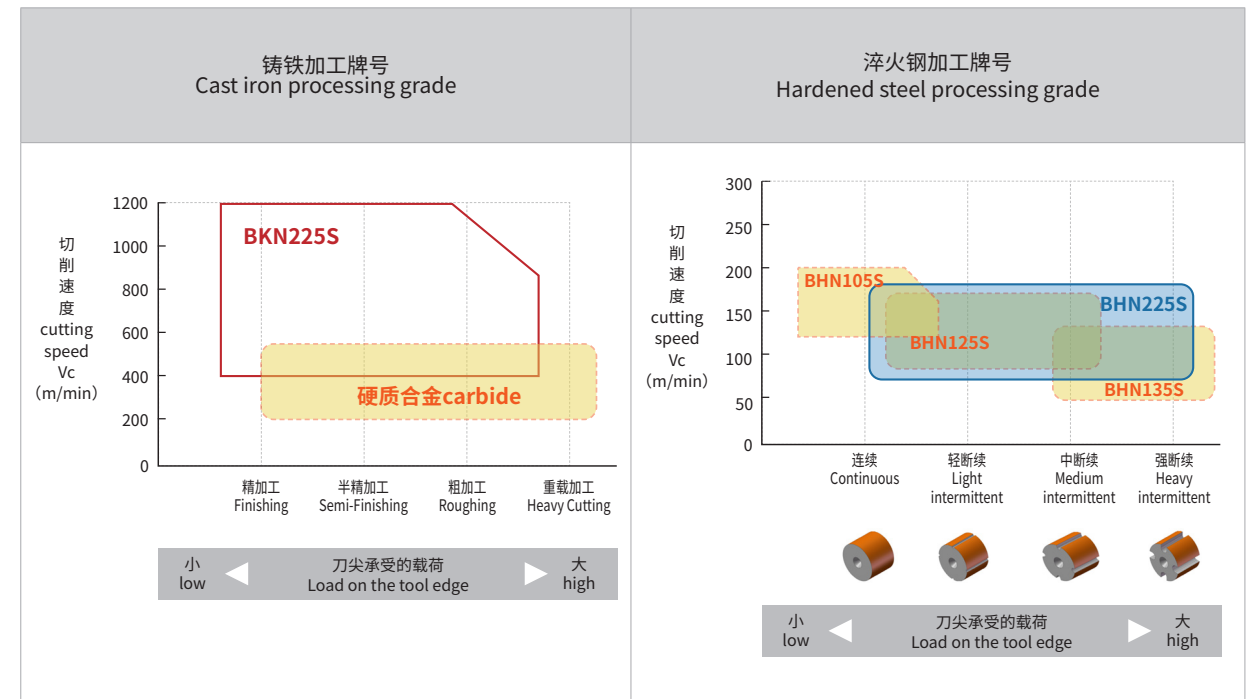 铸铁加工牌号
Cast iron processing grade
淬火钢加工牌号
Hardened steel processing grade
切
削
速
度
cutting
speed
Vc
（m/min）
1200
1000
800
600
400
200
0
BKN225S
硬质合金carbide
精加工
Finishing
半精加工
Semi-Finishing
粗加工
Roughing
重载加工
Heavy Cutting
小
low
刀尖承受的载荷
Load on the tool edge
大
high
切
削
速
度
cutting
speed
Vc
（m/min）
300
250
200
150
100
50
0
BHN105S
BHN225S
BHN125S
BHN135S
连续
Continuous
轻断续
Light
intermittent
中断续
Medium
intermittent
强断续
Heavy
intermittent
小
low
刀尖承受的载荷
Load on the tool edge
大
high